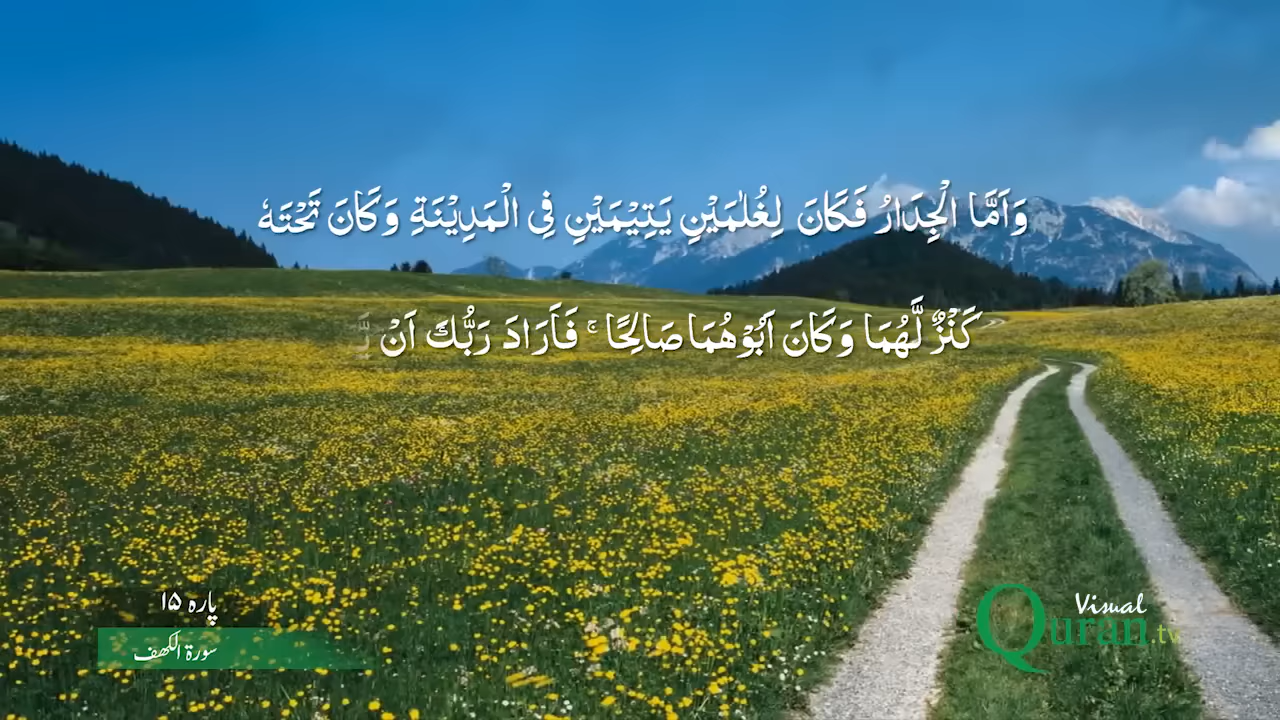 وَاَمَّا الْجِدَارُ فَكَانَ لِغُلٰمَيْنِ يَتِيْمَيْنِ فِى الْمَدِيْنَةِ وَكَانَ تَحْتَهٗ
كَنْزٌ لَّهُمَا وَكَانَ اَبُوْهُمَا صَالِحًا ۚ فَاَرَادَ رَبُّكَ اَنْ
پارہ ۱۵
سورة الكهف
Visual
Quran.tv